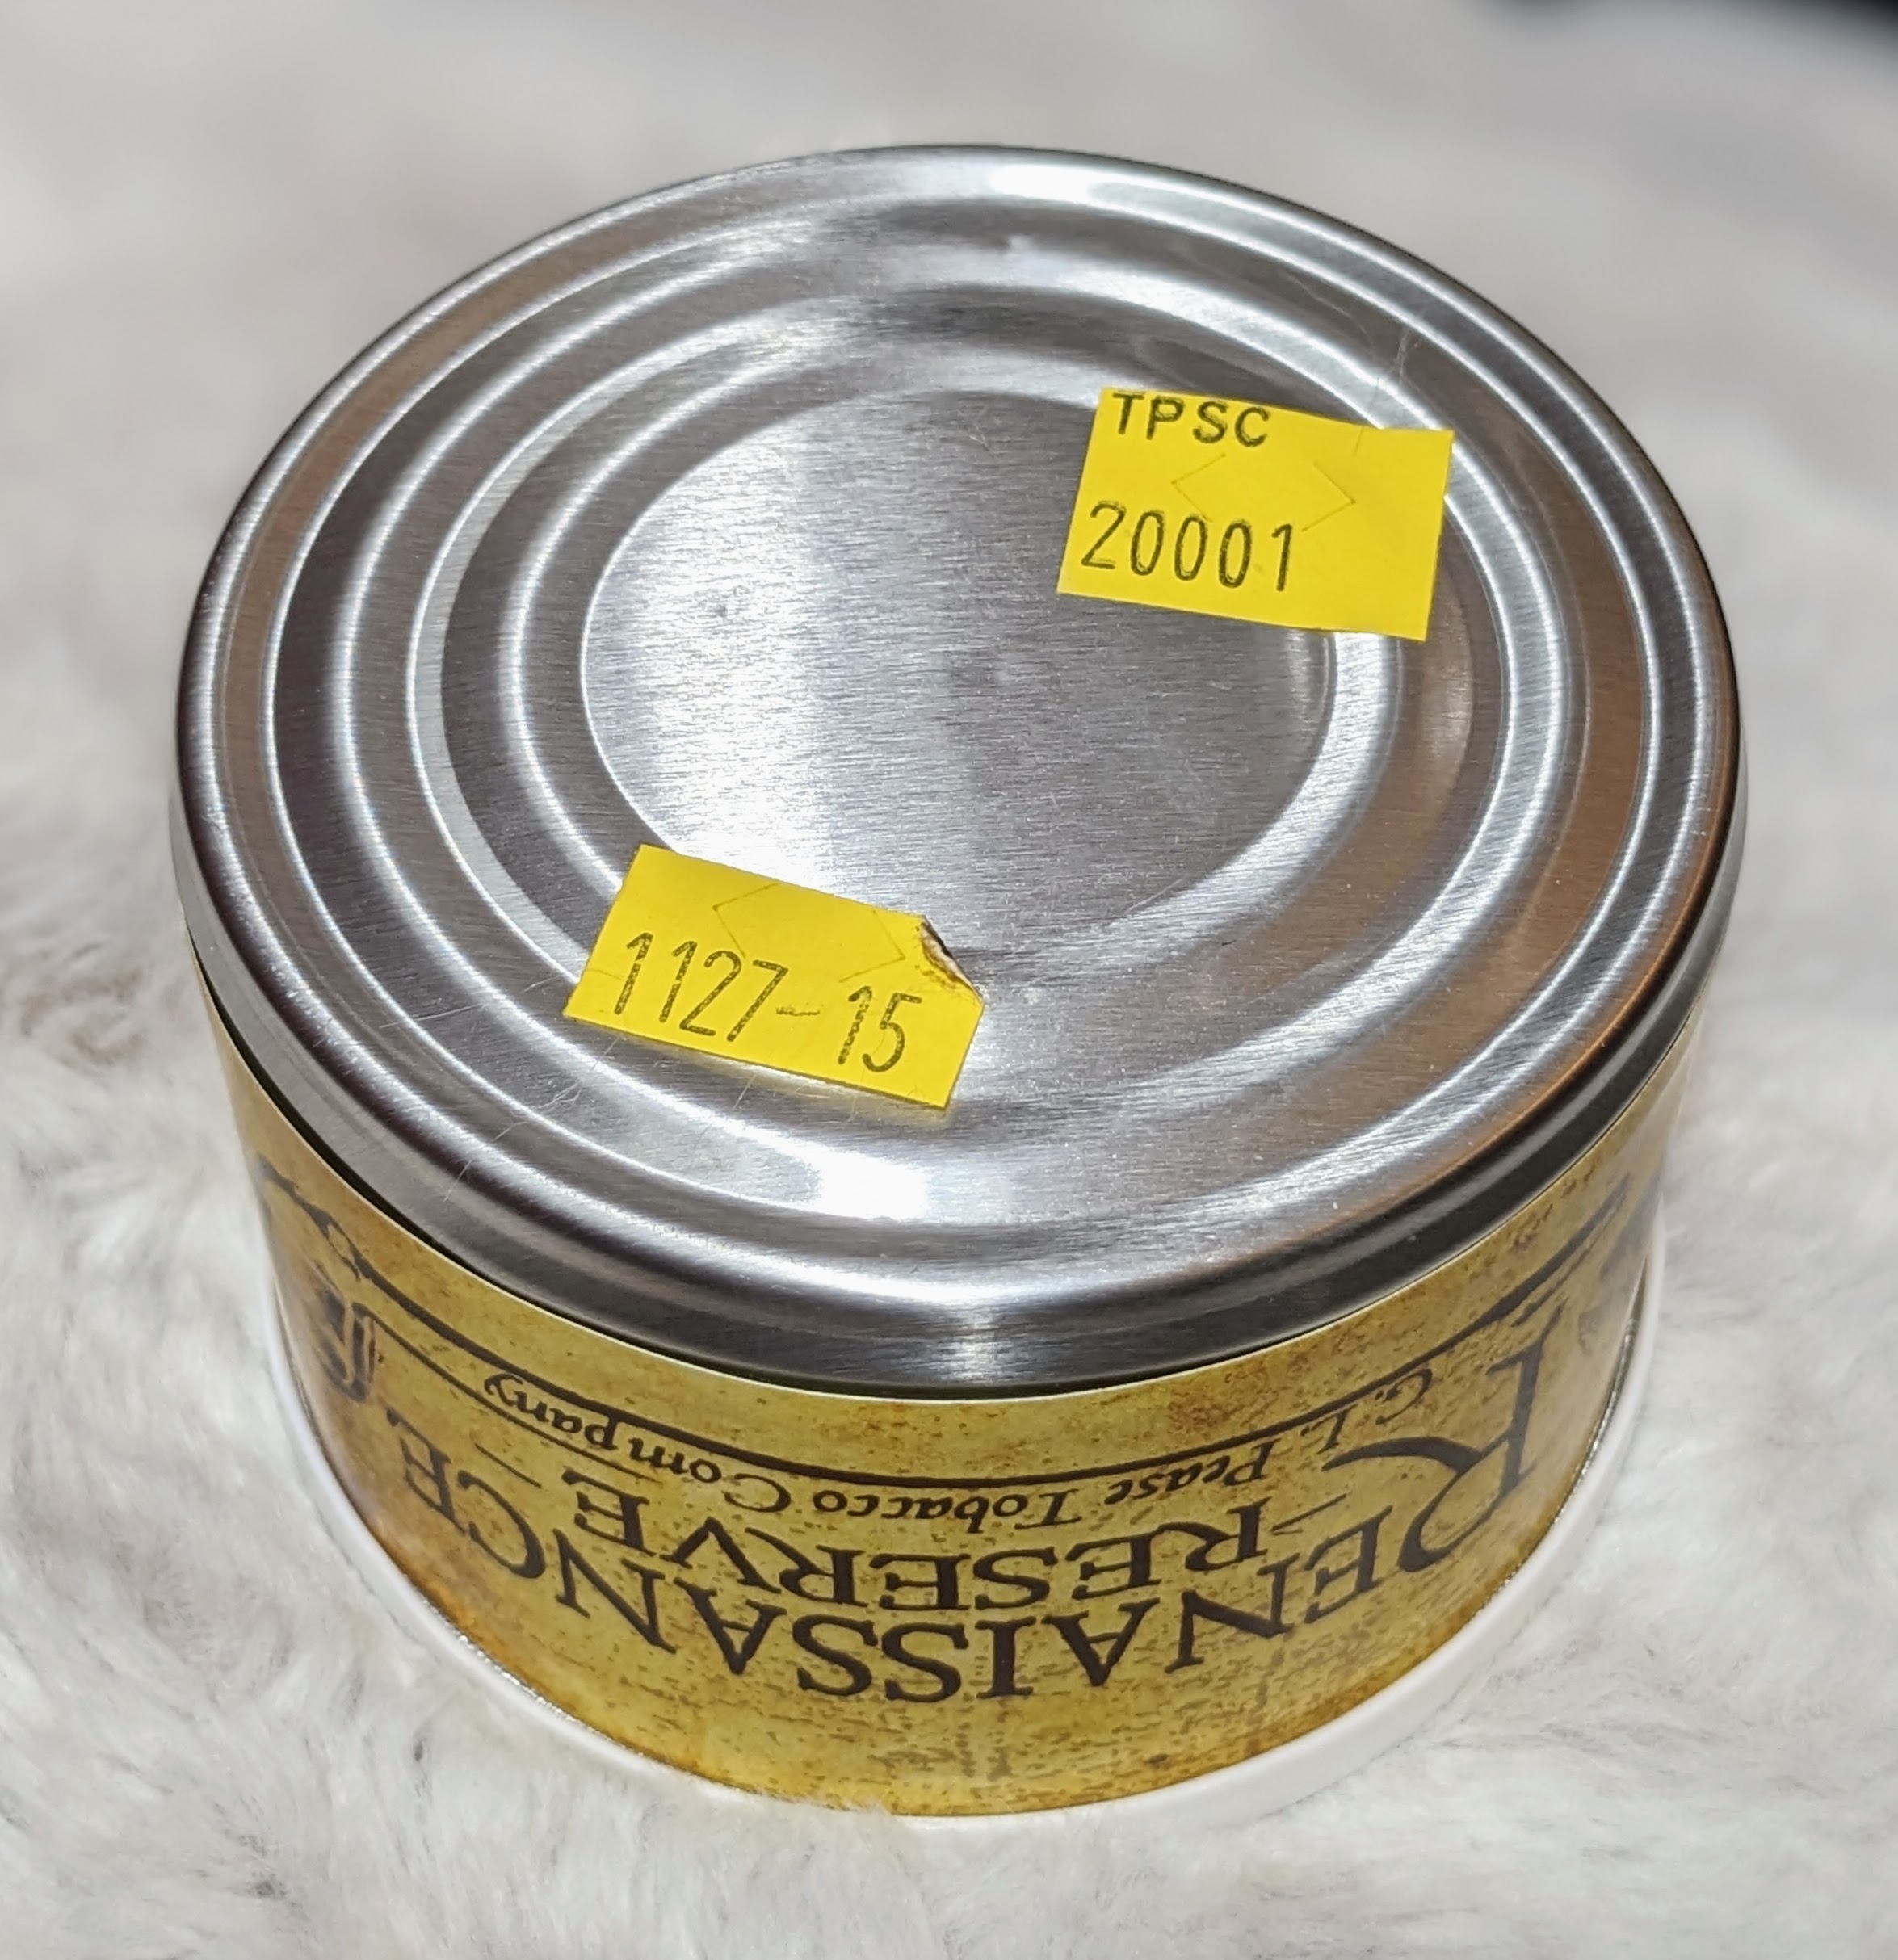 TPSC
20001
1127-15
RENAISSANCE
RESERVE
G. L. Pease Tobacco Company